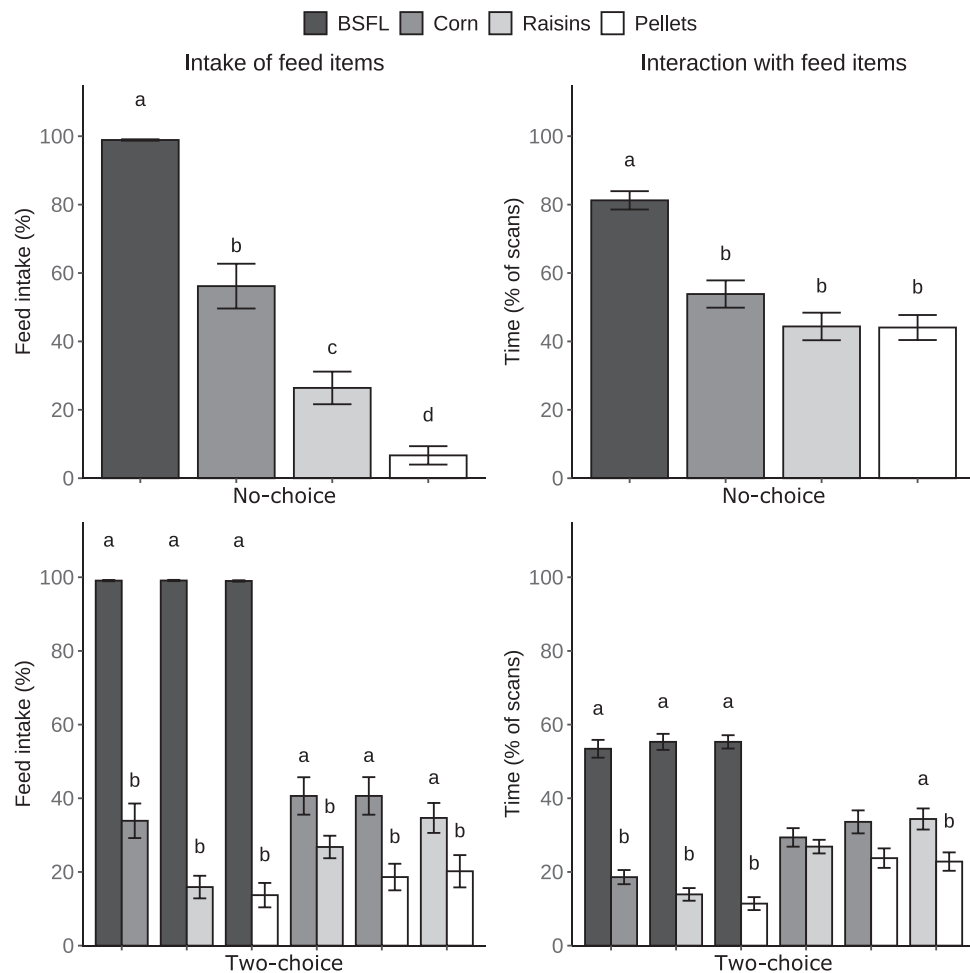 BSFL Corn Raisins Pellets
Intake of feed items
Feed intake (%)
100
80
60
40
20
0
a
b
c
d
No-choice
Interaction with feed items
Time (% of scans)
100
80
60
40
20
0
a
b
b
b
No-choice
Feed intake (%)
100
80
60
40
20
0
a
b
a
b
a
b
a
b
a
b
a
b
Two-choice
Time (% of scans)
100
80
60
40
20
0
a
b
a
b
a
b
a
b
Two-choice